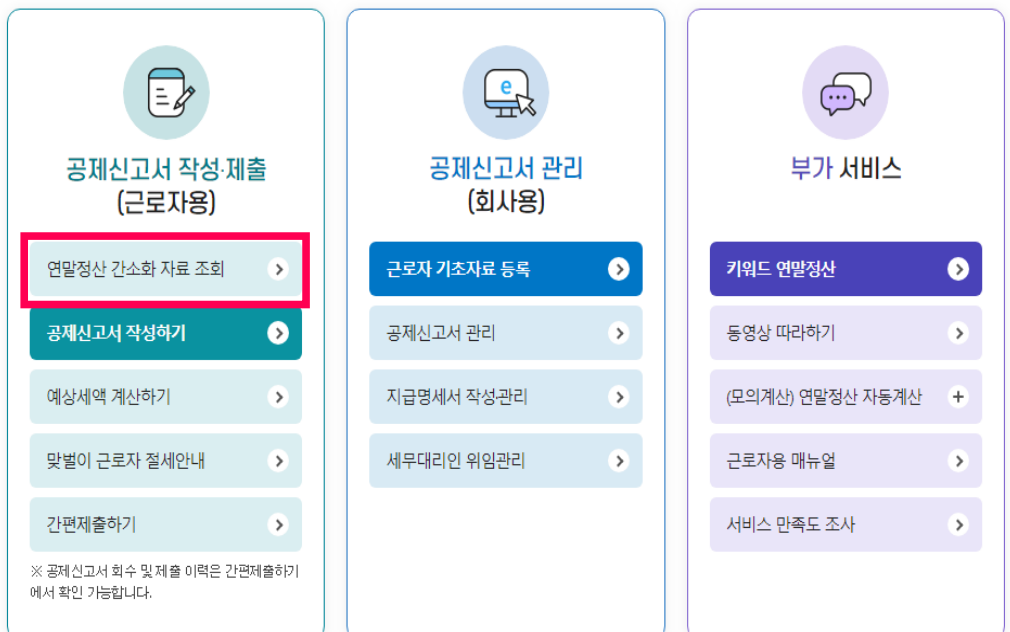 공제신고서 작성·제출
(근로자용)
연말정산 간소화 자료 조회
공제신고서 작성하기
예상세액 계산하기
맞벌이 근로자 절세안내
간편제출하기
※ 공제신고서 회수 및 제출 이력은 간편제출하기
에서 확인 가능합니다.
e
공제신고서 관리
(회사용)
근로자 기초자료 등록
공제신고서 관리
지급명세서 작성·관리
세무대리인 위임관리
부가 서비스
키워드 연말정산
동영상 따라하기
(모의계산) 연말정산 자동계산
근로자용 매뉴얼
서비스 만족도 조사